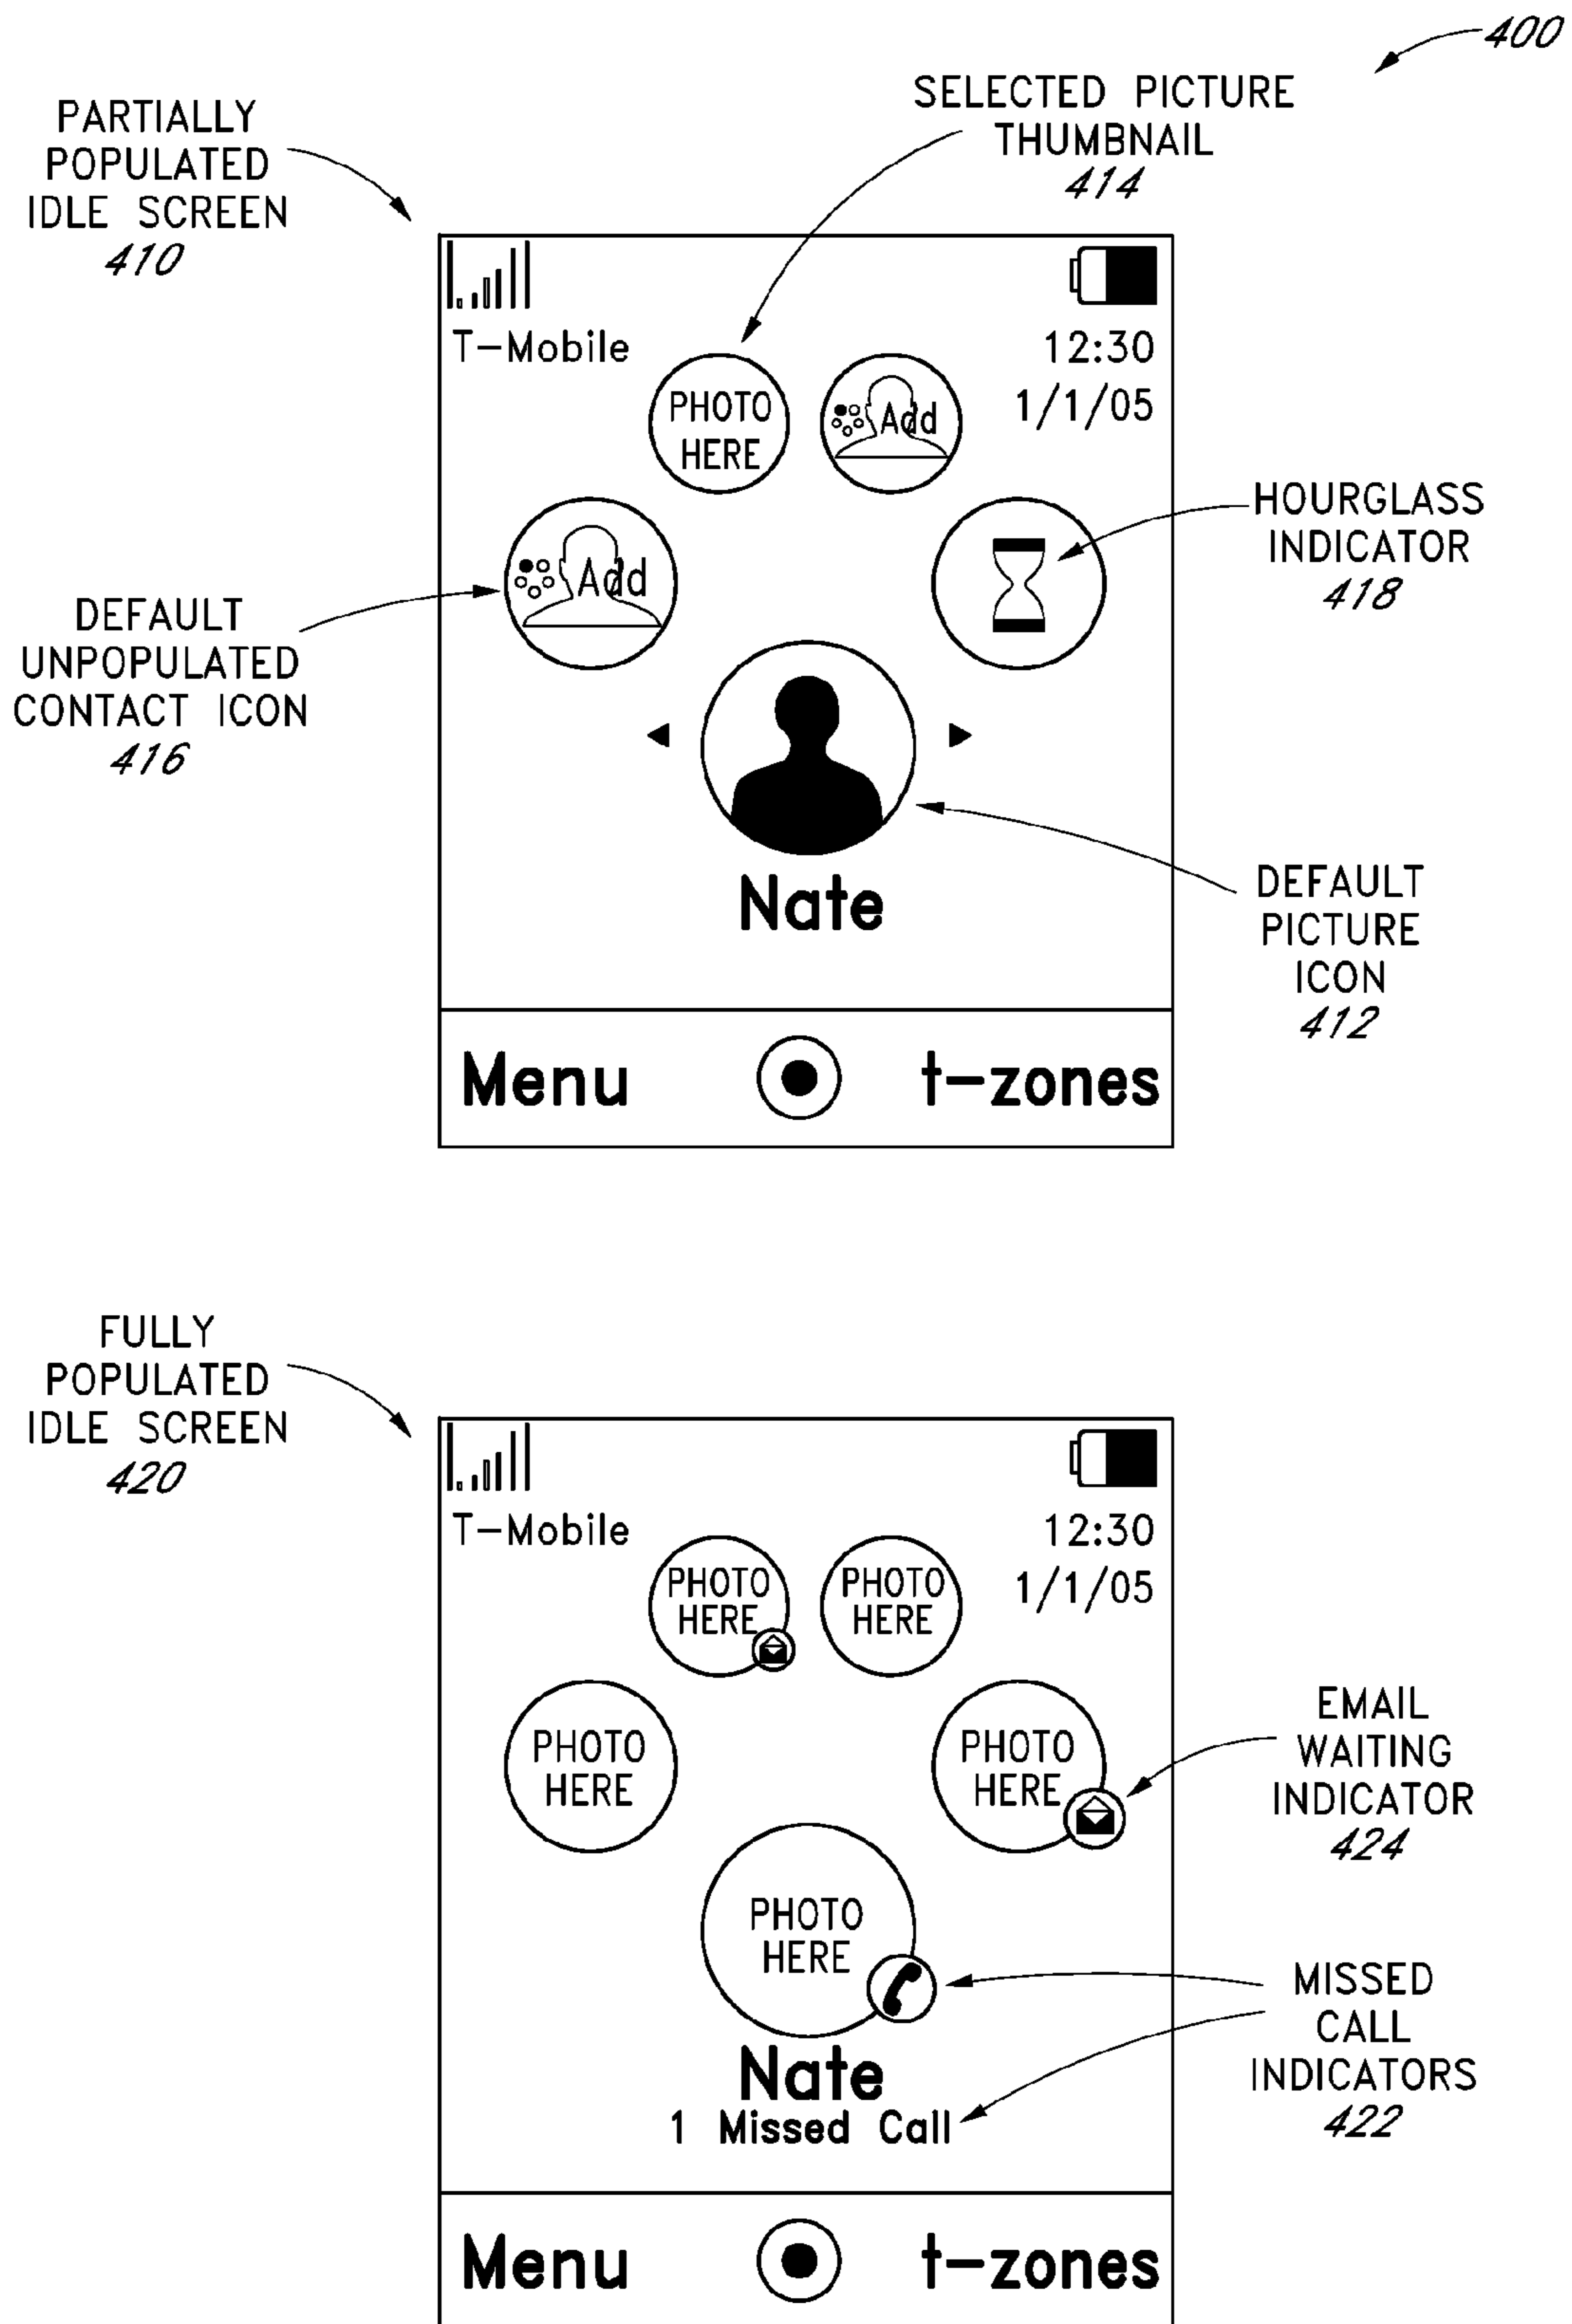 400
SELECTED PICTURE
THUMBNAIL
414
PARTIALLY
POPULATED
IDLE SCREEN
410
T-Mobile
12:30
1/1/05
PHOTO
HERE
Add
Add
HOURGLASS
INDICATOR
418
DEFAULT
UNPOPULATED
CONTACT ICON
416
Nate
DEFAULT
PICTURE
ICON
412
Menu
t-zones
FULLY
POPULATED
IDLE SCREEN
420
T-Mobile
12:30
1/1/05
PHOTO
HERE
PHOTO
HERE
PHOTO
HERE
PHOTO
HERE
EMAIL
WAITING
INDICATOR
424
PHOTO
HERE
MISSED
CALL
INDICATORS
422
Nate
1 Missed Call
Menu
t-zones